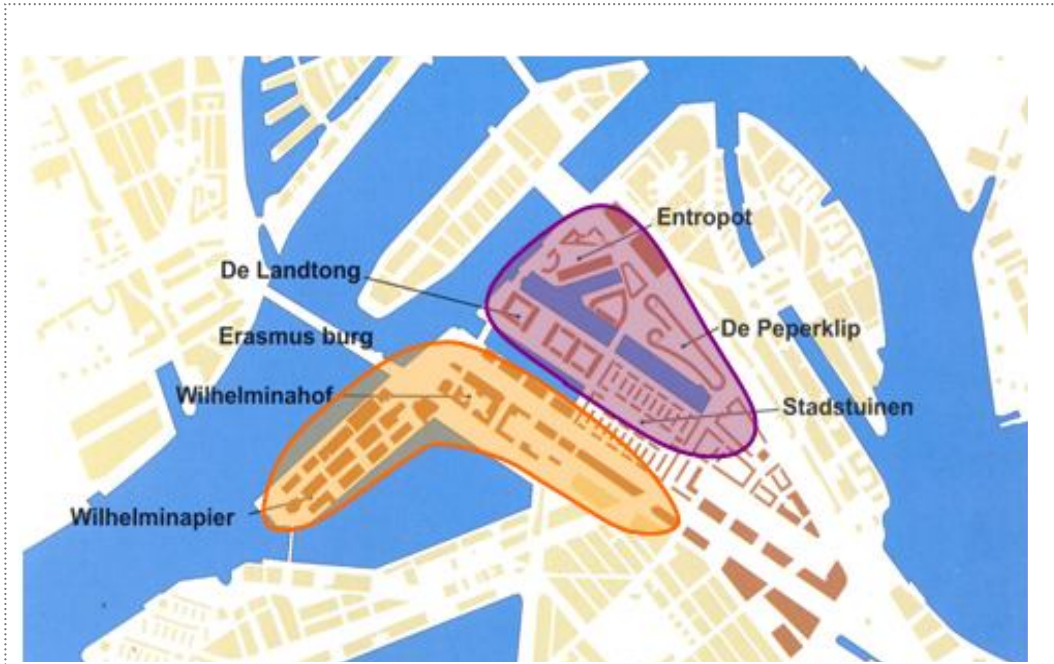 Entropot
De Landtong
De Peperklip
Erasmus burg
Wilhelminahof
Stadstuinen
Wilhelminapier